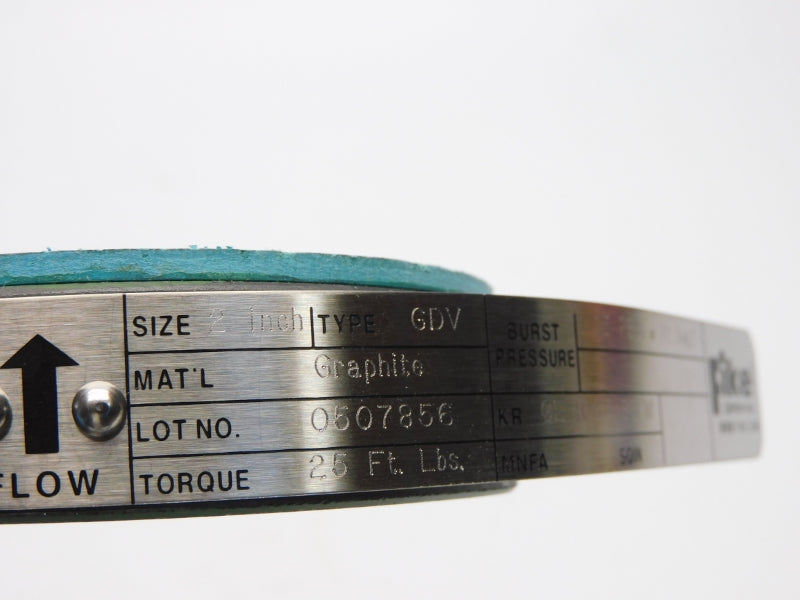 FLOW
SIZE 2 inch TYPE GDV
MAT'L Graphite
LOT NO. 0507856
TORQUE 25 Ft. Lbs.
BURST PRESSURE
KR
MNFA SQIN
fike